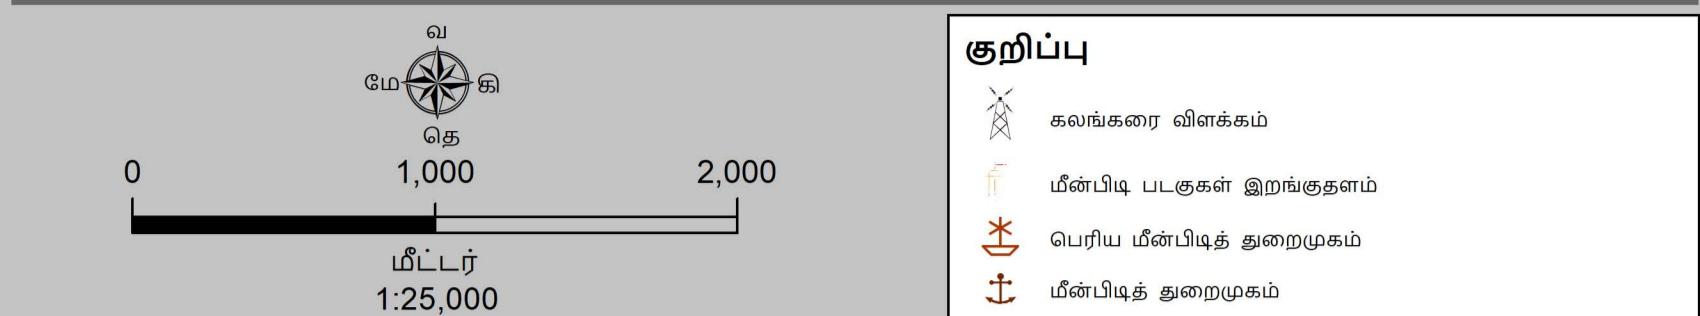 வ
மே கி
தெ
0 1,000 2,000
மீட்டர்
1:25,000
குறிப்பு
கலங்கரை விளக்கம்
மீன்பிடி படகுகள் இறங்குதளம்
பெரிய மீன்பிடித் துறைமுகம்
மீன்பிடித் துறைமுகம்